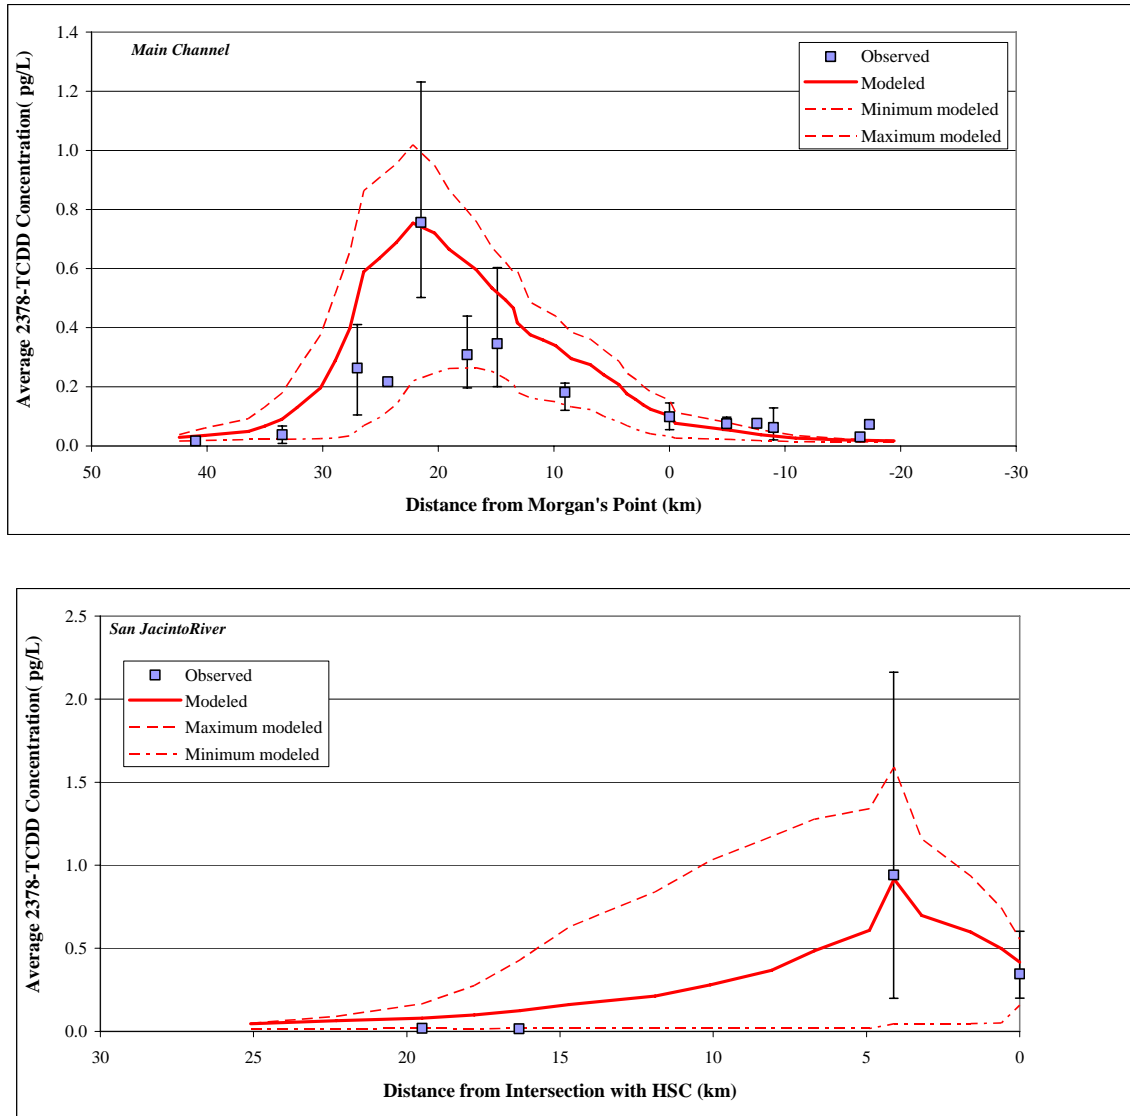 Main Channel
Average 2378-TCDD Concentration( pg/L)
1.4
1.2
1.0
0.8
0.6
0.4
0.2
0.0
50 40 30 20 10 0 -10 -20 -30
Distance from Morgan's Point (km)
Observed
Modeled
Minimum modeled
Maximum modeled
San JacintoRiver
Average 2378-TCDD Concentration( pg/L)
2.5
2.0
1.5
1.0
0.5
0.0
30 25 20 15 10 5 0
Distance from Intersection with HSC (km)
Observed
Modeled
Maximum modeled
Minimum modeled